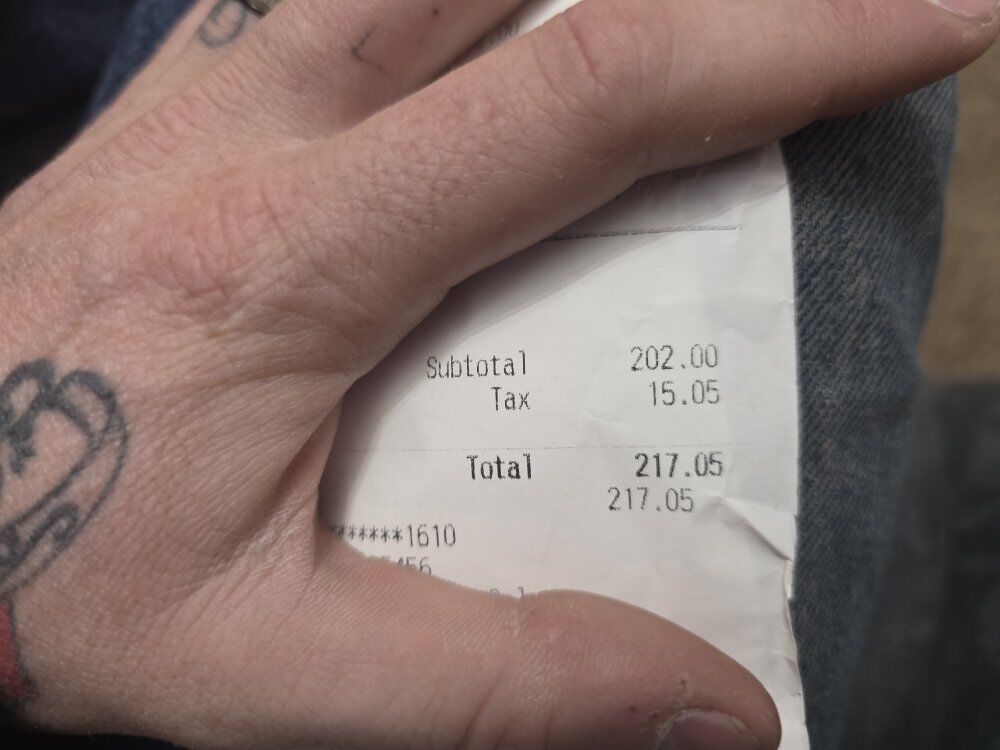 Subtotal 202.00
Tax 15.05
Total 217.05
217.05
*******1610